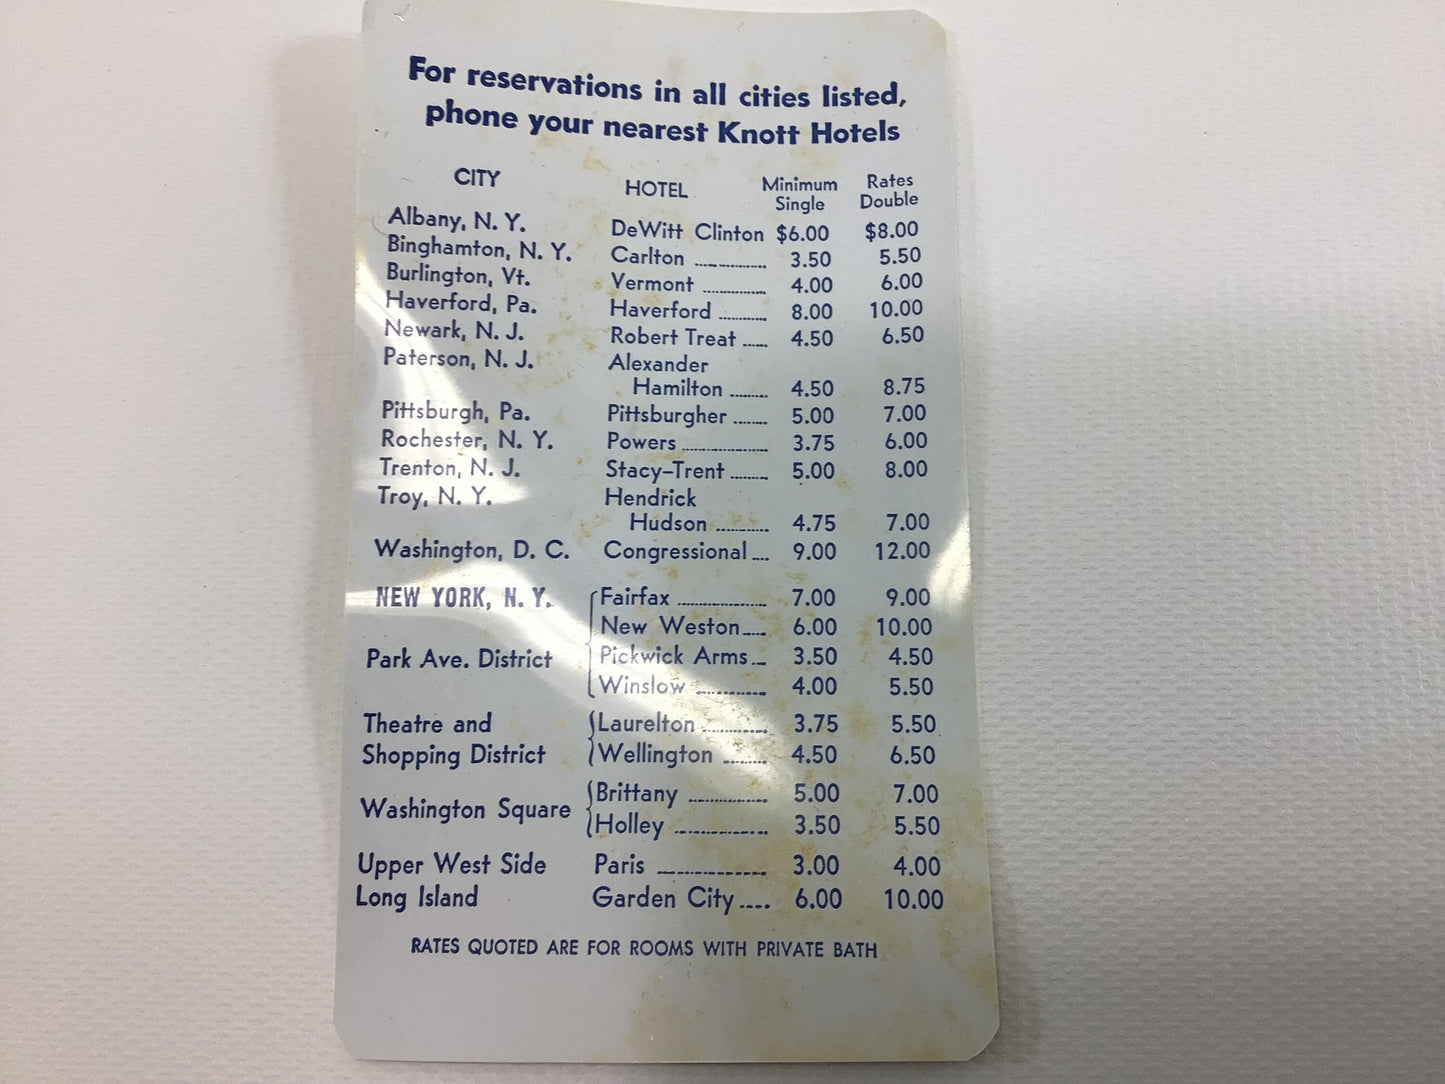 For reservations in all cities listed,
phone your nearest Knott Hotels
CITY HOTEL Minimum Single Rates Double
Albany, N. Y. DeWitt Clinton $6.00 $8.00
Binghamton, N. Y. Carlton ............... 3.50 5.50
Burlington, Vt. Vermont ............. 4.00 6.00
Haverford, Pa. Haverford .......... 8.00 10.00
Newark, N. J. Robert Treat ...... 4.50 6.50
Paterson, N. J. Alexander
Hamilton ......... 4.50 8.75
Pittsburgh, Pa. Pittsburgher ........ 5.00 7.00
Rochester, N. Y. Powers .................. 3.75 6.00
Trenton, N. J. Stacy-Trent ......... 5.00 8.00
Troy, N. Y. Hendrick
Hudson ............ 4.75 7.00
Washington, D. C. Congressional .... 9.00 12.00
NEW YORK, N. Y. Fairfax .................... 7.00 9.00
New Weston..... 6.00 10.00
Park Ave. District Pickwick Arms... 3.50 4.50
Winslow ............... 4.00 5.50
Theatre and Laurelton ............. 3.75 5.50
Shopping District Wellington ......... 4.50 6.50
Brittany ................. 5.00 7.00
Washington Square
Holley .................... 3.50 5.50
Upper West Side Paris ..................... 3.00 4.00
Long Island Garden City.... 6.00 10.00
RATES QUOTED ARE FOR ROOMS WITH PRIVATE BATH